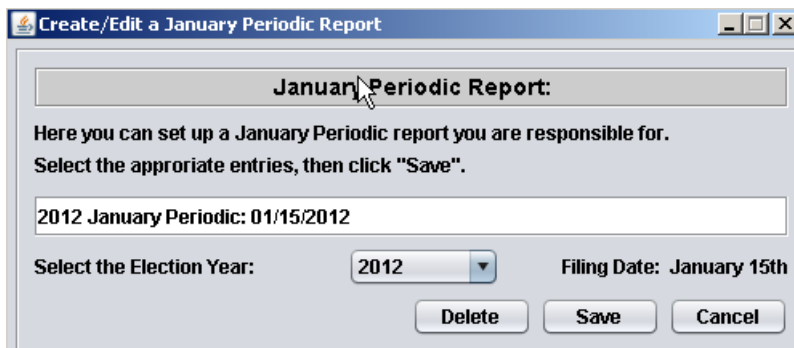 Create/Edit a January Periodic Report
January Periodic Report:
Here you can set up a January Periodic report you are responsible for.
Select the approriate entries, then click "Save".
2012 January Periodic: 01/15/2012
Select the Election Year: 2012 Filing Date: January 15th
Delete Save Cancel